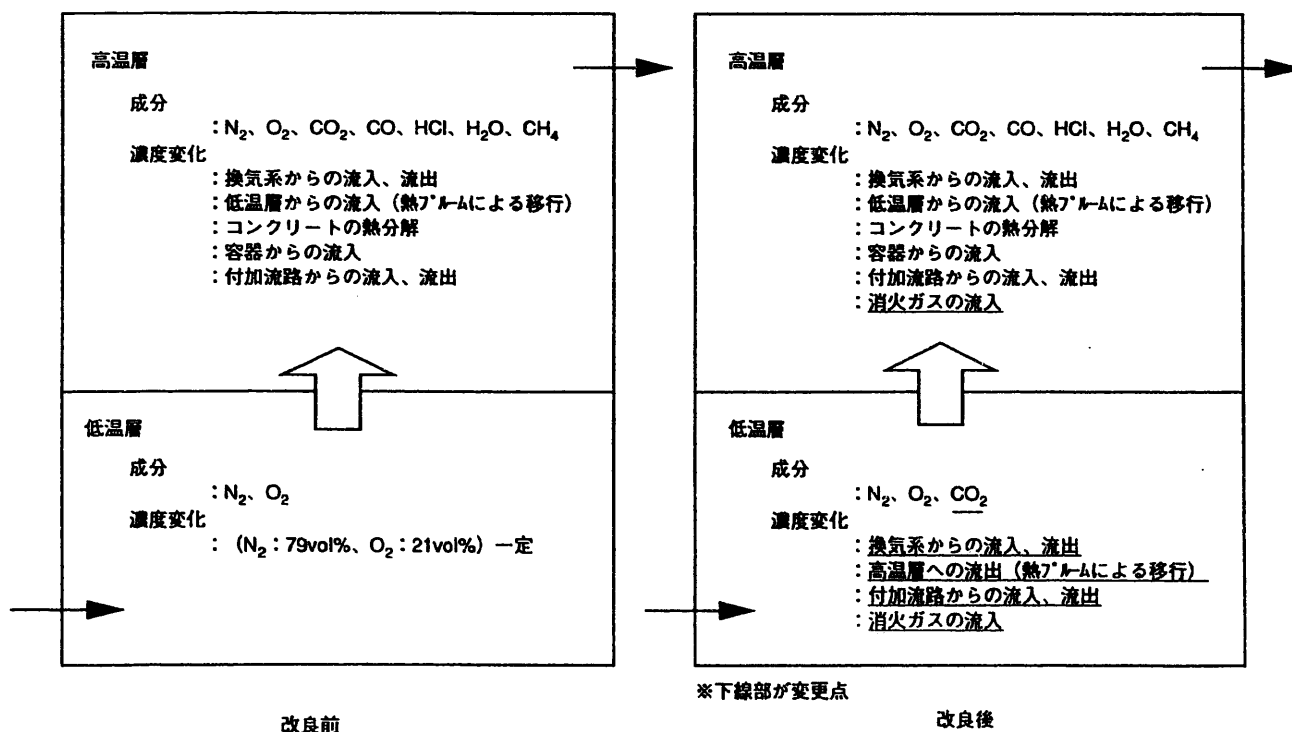 高温層
成分
：N₂、O₂、CO₂、CO、HCl、H₂O、CH₄
濃度変化
：換気系からの流入、流出
：低温層からの流入（熱ﾌﾟﾙｰﾑによる移行）
：コンクリートの熱分解
：容器からの流入
：付加流路からの流入、流出
低温層
成分
：N₂、O₂
濃度変化
：（N₂：79vol%、O₂：21vol%）一定
改良前
高温層
成分
：N₂、O₂、CO₂、CO、HCl、H₂O、CH₄
濃度変化
：換気系からの流入、流出
：低温層からの流入（熱ﾌﾟﾙｰﾑによる移行）
：コンクリートの熱分解
：容器からの流入
：付加流路からの流入、流出
：消火ガスの流入
低温層
成分
：N₂、O₂、CO₂
濃度変化
：換気系からの流入、流出
：高温層への流出（熱ﾌﾟﾙｰﾑによる移行）
：付加流路からの流入、流出
：消火ガスの流入
※下線部が変更点
改良後